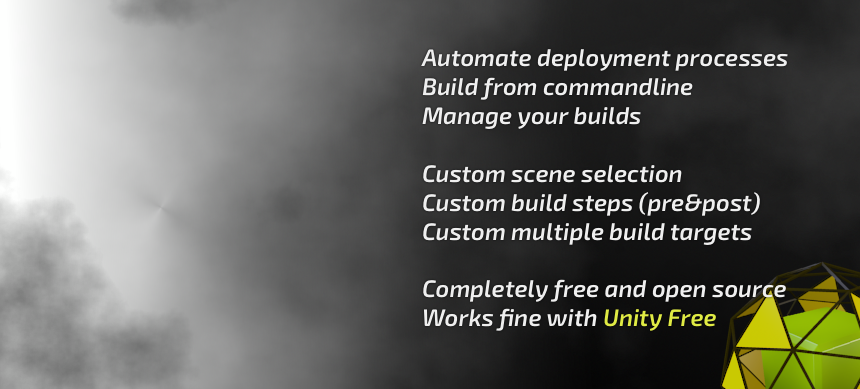 Automate deployment processes
Build from commandline
Manage your builds
Custom scene selection
Custom build steps (pre&post)
Custom multiple build targets
Completely free and open source
Works fine with Unity Free